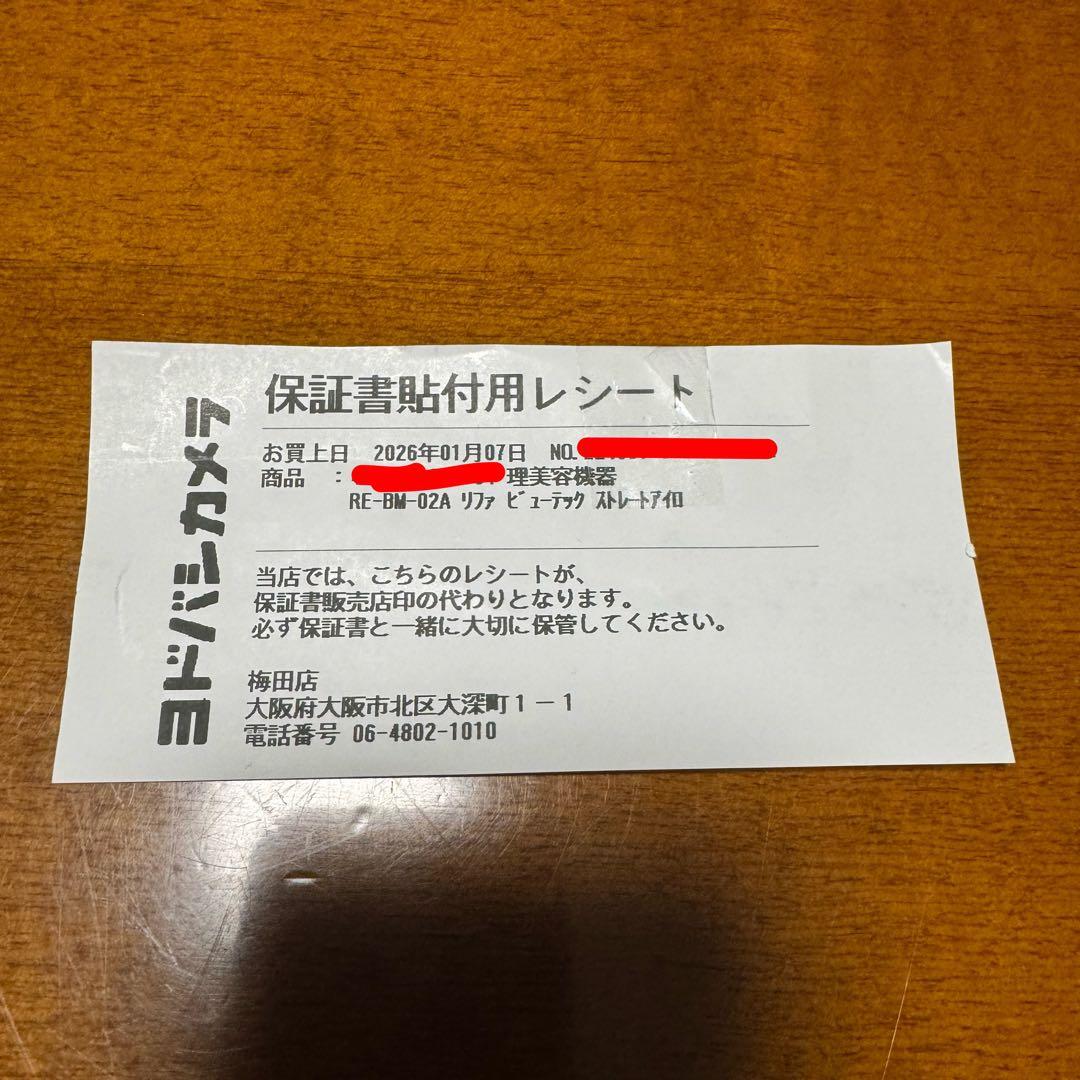 ヨドバシカメラ
保証書貼付用レシート
お買上日 2026年01月07日 NO.
商品 : 理美容機器
RE-BM-02A ﾘﾌｧ ﾋﾞｭｰﾃｯｸ ｽﾄﾚｰﾄｱｲﾛ
当店では、こちらのレシートが、
保証書販売店印の代わりとなります。
必ず保証書と一緒に大切に保管してください。
梅田店
大阪府大阪市北区大深町１－１
電話番号 06-4802-1010